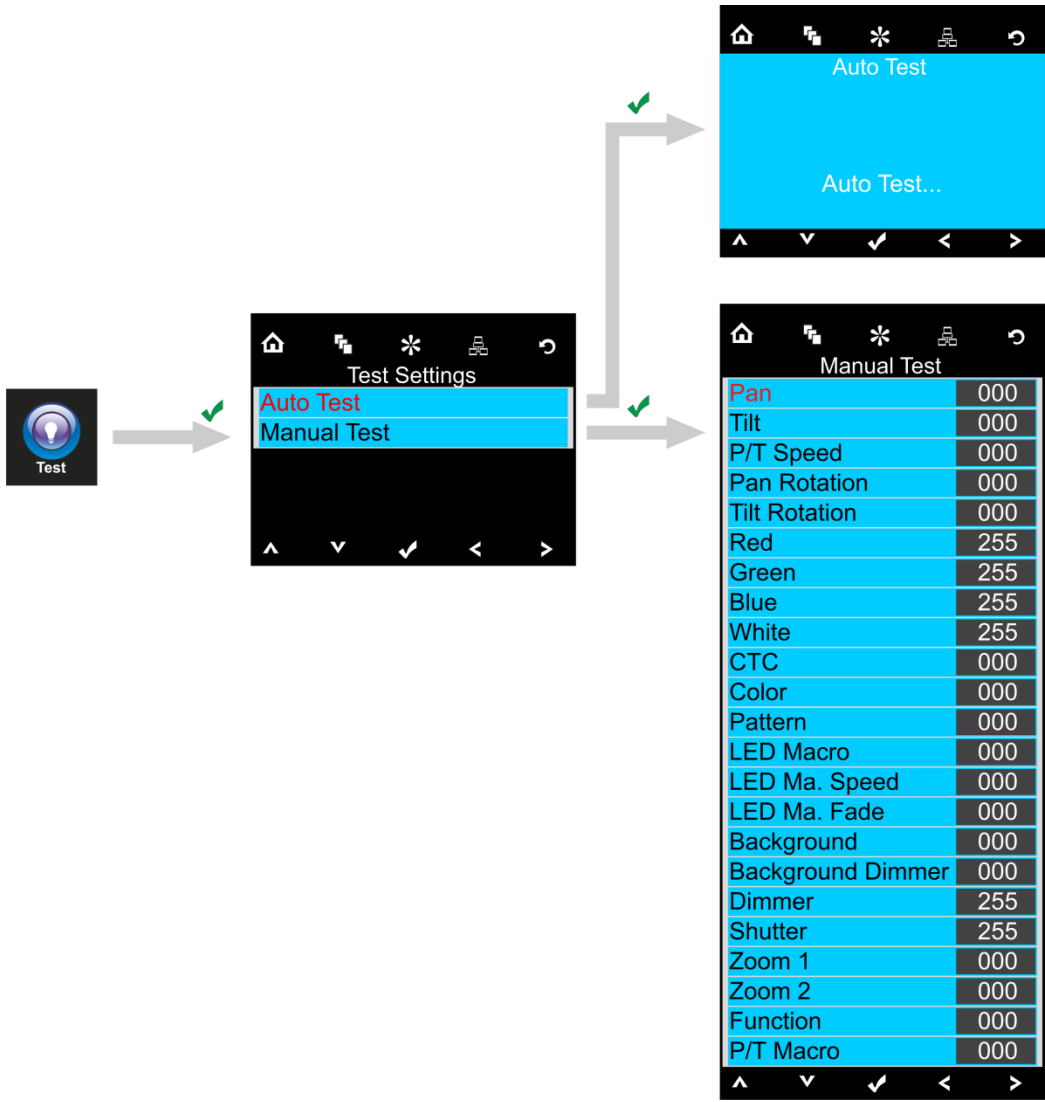 Auto Test
Auto Test...
Test
Test Settings
Auto Test
Manual Test
Manual Test
Pan 000
Tilt 000
P/T Speed 000
Pan Rotation 000
Tilt Rotation 000
Red 255
Green 255
Blue 255
White 255
CTC 000
Color 000
Pattern 000
LED Macro 000
LED Ma. Speed 000
LED Ma. Fade 000
Background 000
Background Dimmer 000
Dimmer 255
Shutter 255
Zoom 1 000
Zoom 2 000
Function 000
P/T Macro 000